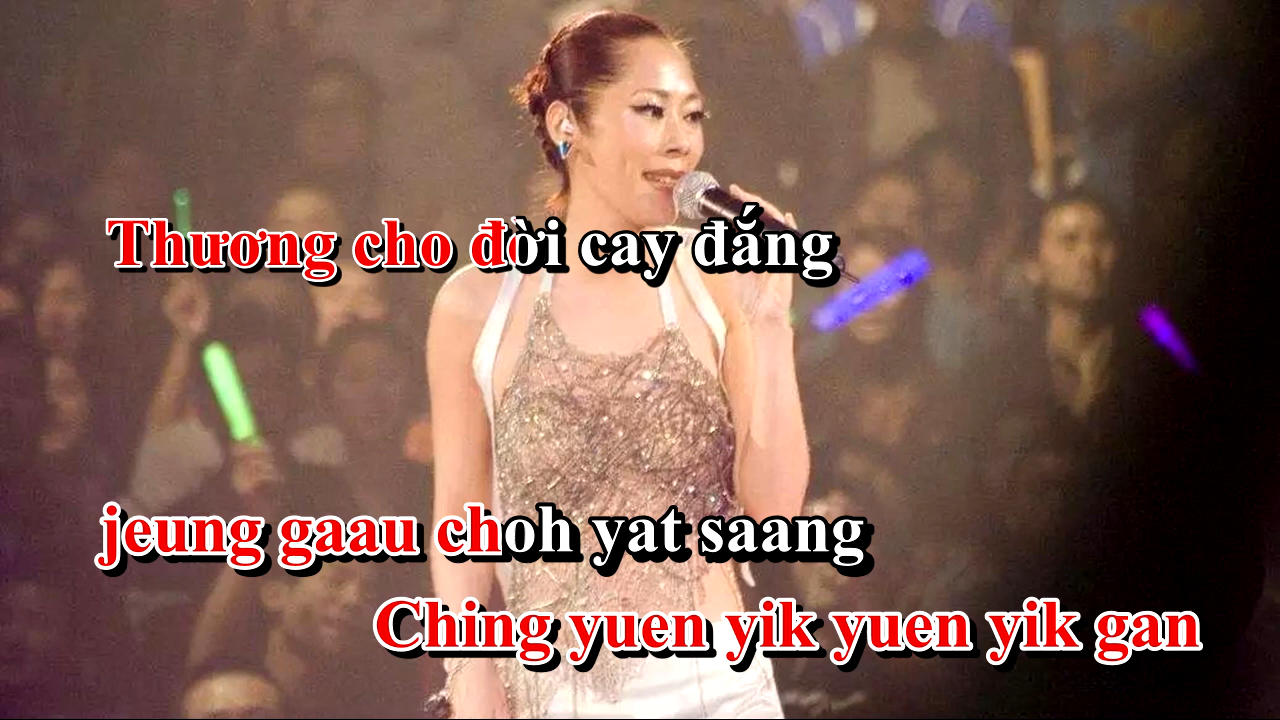 Thương cho đời cay đắng
jeung gaau choh yat saang
Ching yuen yik yuen yik gan